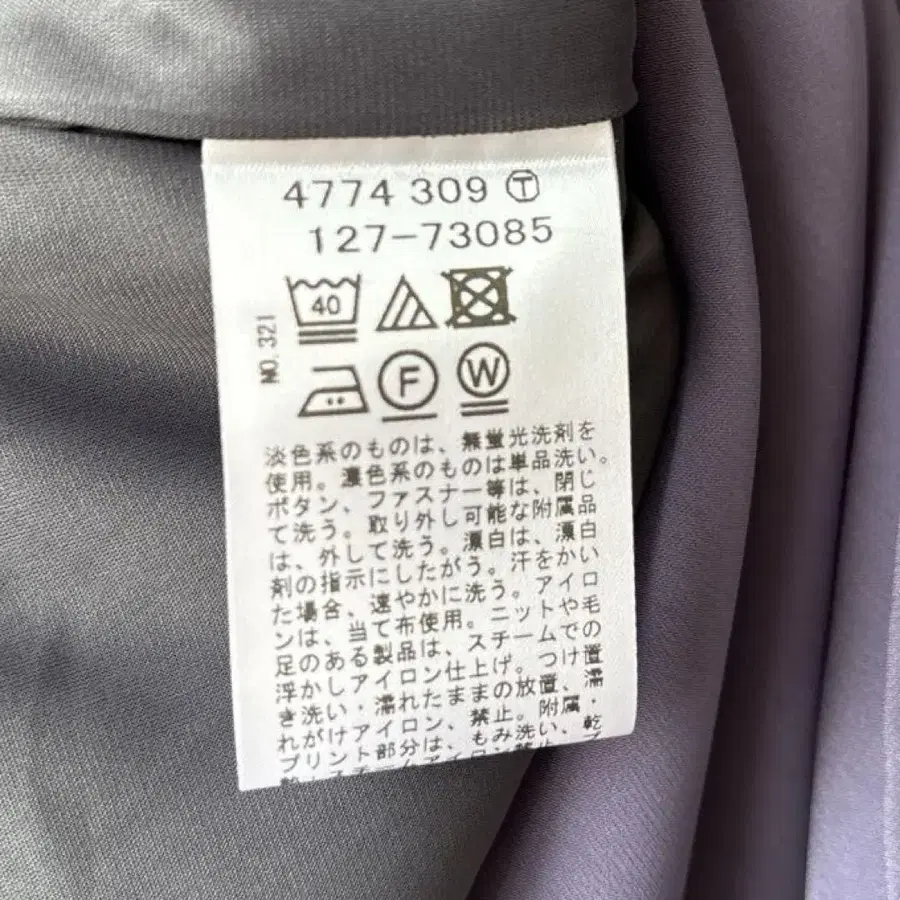 4774 309 Ⓣ
127-73085
40
NO.321
F
W
淡色系のものは、無蛍光洗剤を
使用。濃色系のものは単品洗い。
ボタン、ファスナー等は、閉じ
て洗う。取り外し可能な附属品
は、外して洗う。漂白は、漂白
剤の指示にしたがう。汗をかい
た場合、速やかに洗う。アイロ
ンは、当て布使用。ニットや毛
足のある製品は、スチームでの
浮かしアイロン仕上げ。つけ置
き洗い・濡れたままの放置、濡
れがけアイロン、禁止。附属・
プリント部分は、もみ洗い、乾